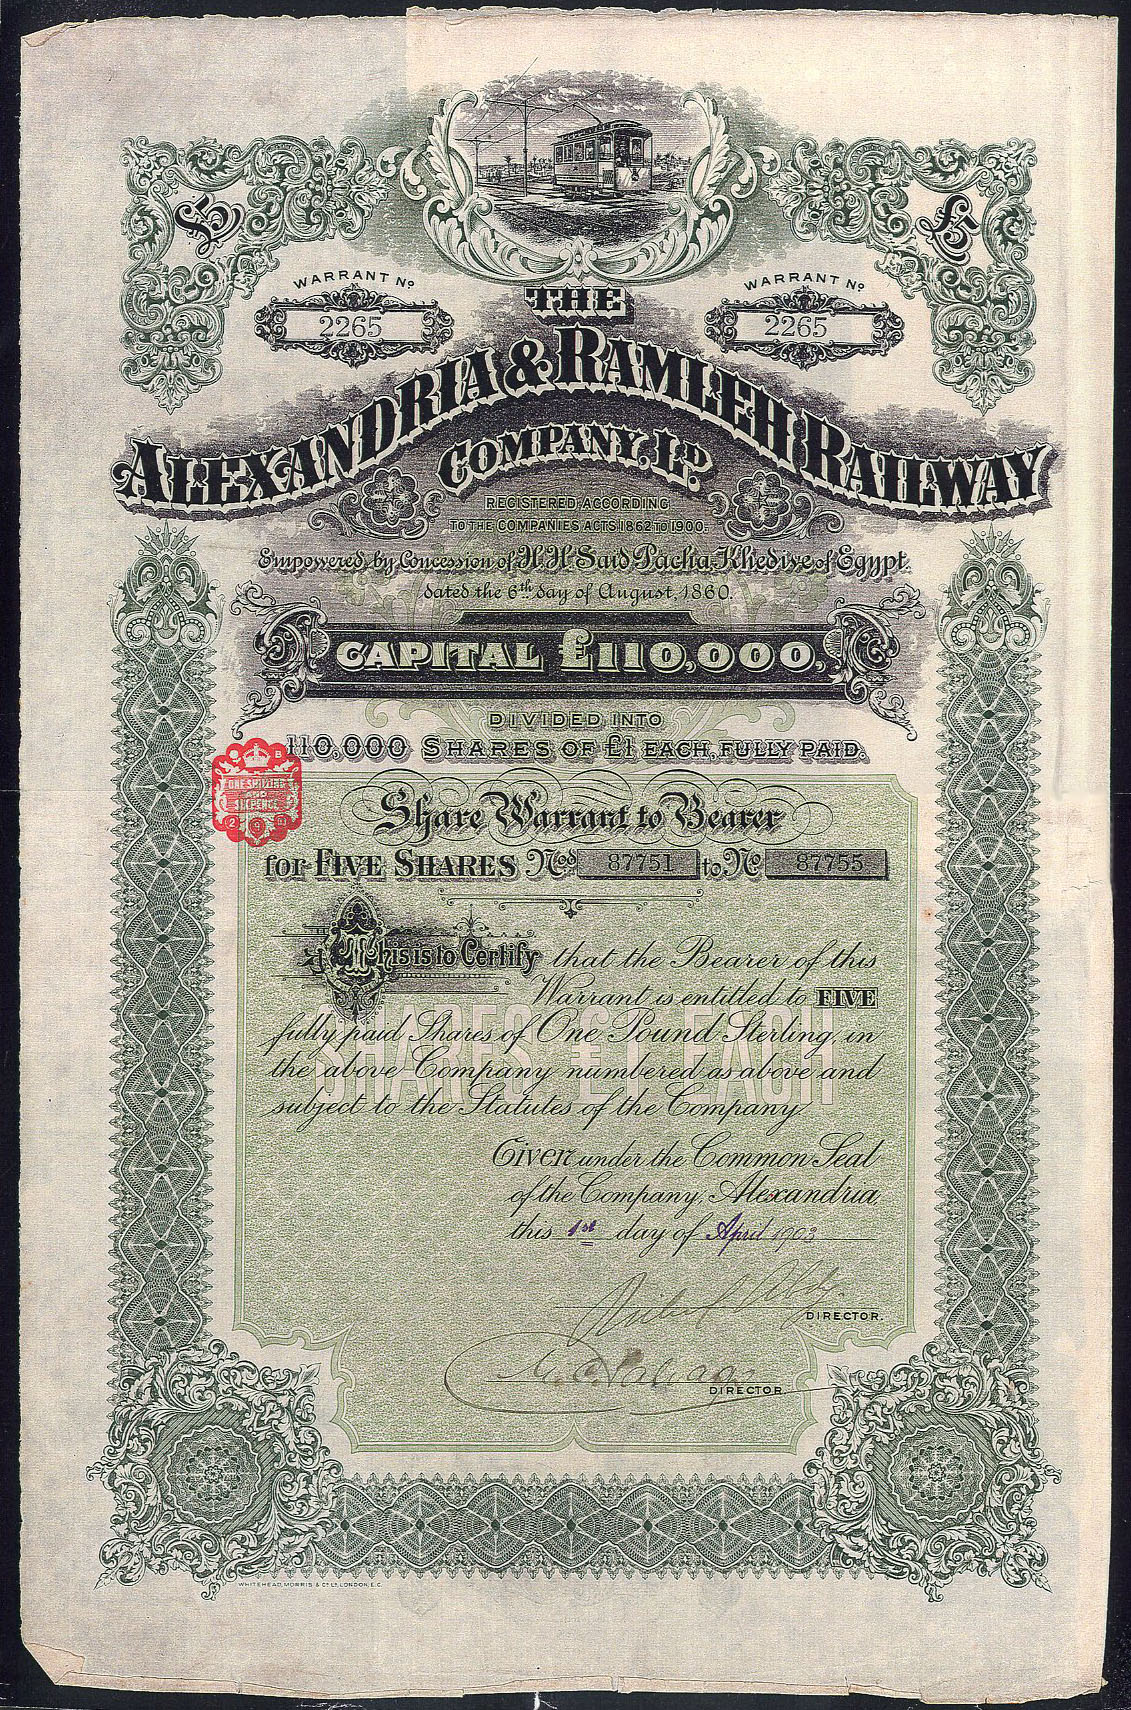 £5
£5
WARRANT Nº
2265
WARRANT Nº
2265
THE
ALEXANDRIA & RAMLEH RAILWAY
COMPANY, LD.
REGISTERED ACCORDING
TO THE COMPANIES ACTS 1862 TO 1900.
Empowered by Concession of H.H. Said Pacha Khedive of Egypt.
dated the 6th day of August, 1860.
CAPITAL £110,000,
DIVIDED INTO
110,000 SHARES OF £1 EACH, FULLY PAID.
ONE SHILLING
AND
SIXPENCE
Share Warrant to Bearer
for FIVE SHARES Nod 87751 to Nº 87755
This is to Certify that the Bearer of this
Warrant is entitled to FIVE
fully paid Shares of One Pound Sterling, in
the above Company numbered as above and
subject to the Statutes of the Company
SHARES £1 EACH
Given under the Common Seal
of the Company, Alexandria,
this 1st day of April 1903
DIRECTOR.
DIRECTOR.
WHITEHEAD, MORRIS & Co LD, LONDON, E.C.